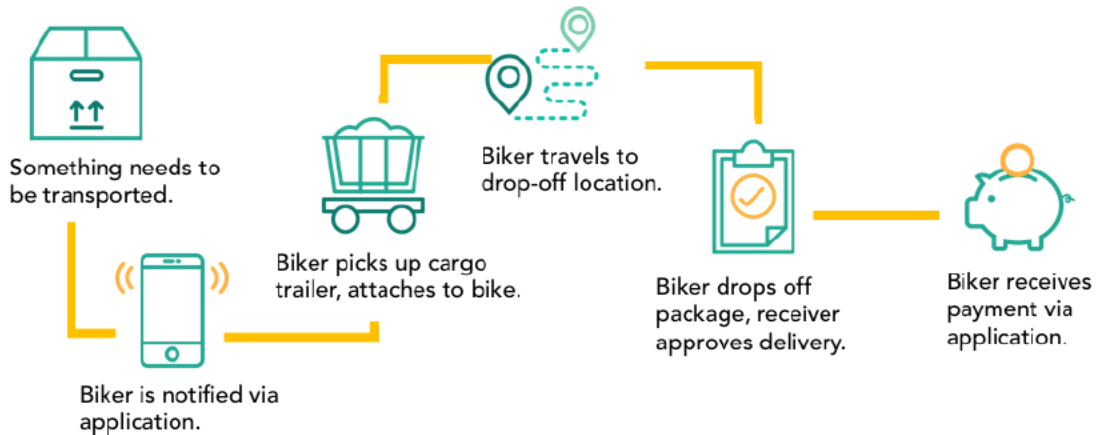 Something needs to
be transported.
Biker is notified via
application.
Biker picks up cargo
trailer, attaches to bike.
Biker travels to
drop-off location.
Biker drops off
package, receiver
approves delivery.
Biker receives
payment via
application.